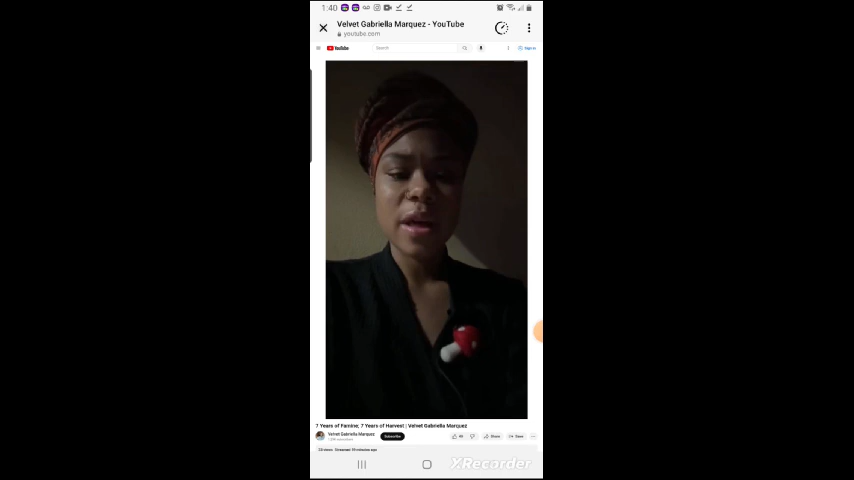 1:40
Velvet Gabriella Marquez - YouTube
youtube.com
YouTube
Search
Sign in
7 Years of Famine; 7 Years of Harvest | Velvet Gabriella Marquez
Velvet Gabriella Marquez
Subscribe
Share
Save
XRecorder